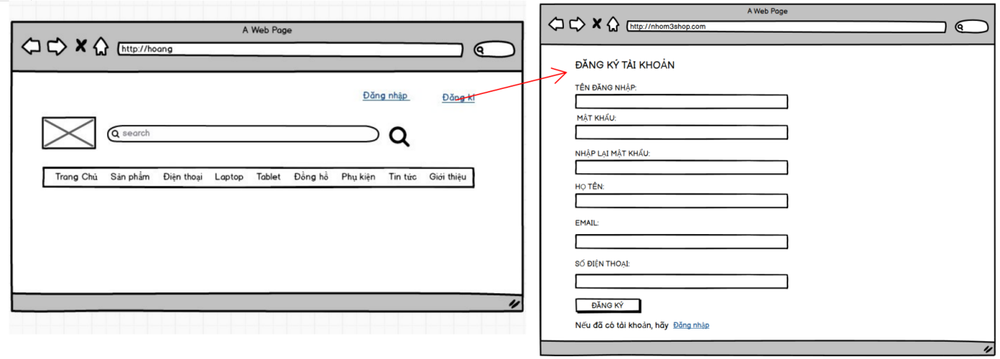 A Web Page
http://hoang
Đăng nhập Đăng kí
search
Trang Chủ Sản phẩm Điện thoại Laptop Tablet Đồng hồ Phụ kiện Tin tức Giới thiệu
A Web Page
http://nhom3shop.com
ĐĂNG KÝ TÀI KHOẢN
TÊN ĐĂNG NHẬP:
MẬT KHẨU:
NHẬP LẠI MẬT KHẨU:
HỌ TÊN:
EMAIL:
SỐ ĐIỆN THOẠI:
ĐĂNG KÝ
Nếu đã có tài khoản, hãy Đăng nhập